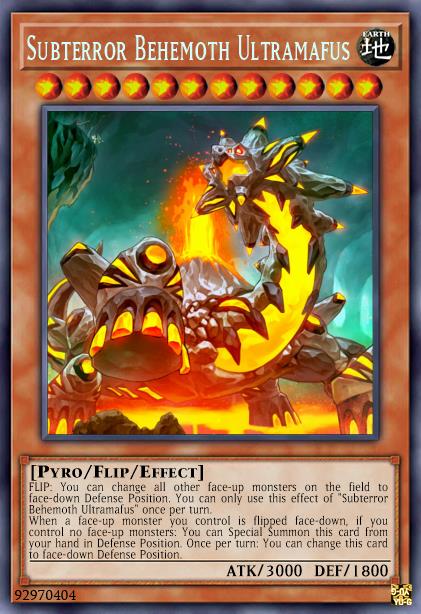 SUBTERROR BEHEMOTH ULTRAMAFUS
EARTH
地
[PYRO/FLIP/EFFECT]
FLIP: You can change all other face-up monsters on the field to
face-down Defense Position. You can only use this effect of "Subterror
Behemoth Ultramafus" once per turn.
When a face-up monster you control is flipped face-down, if you
control no face-up monsters: You can Special Summon this card from
your hand in Defense Position. Once per turn: You can change this card
to face-down Defense Position.
ATK/3000 DEF/1800
92970404